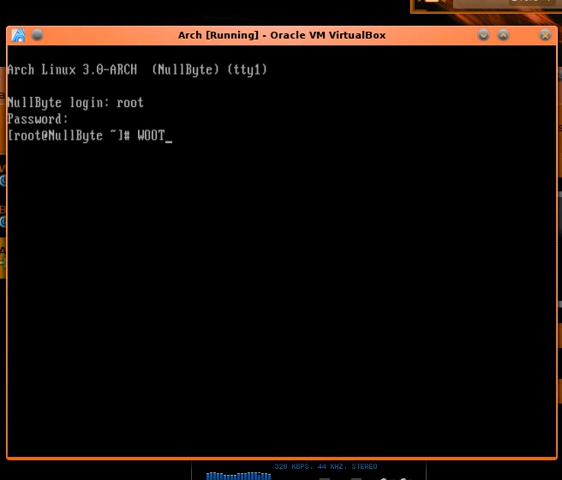 Arch [Running] - Oracle VM VirtualBox
Arch Linux 3.0-ARCH  (NullByte) (tty1)
NullByte login: root
Password:
[root@NullByte ~]# WOOT_
320 KBPS. 44 KHZ. STEREO